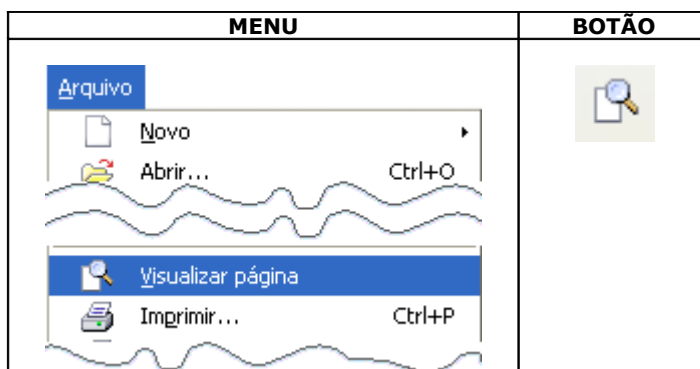 MENU BOTÃO
Arquivo
Novo
Abrir... Ctrl+O
Visualizar página
Imprimir... Ctrl+P